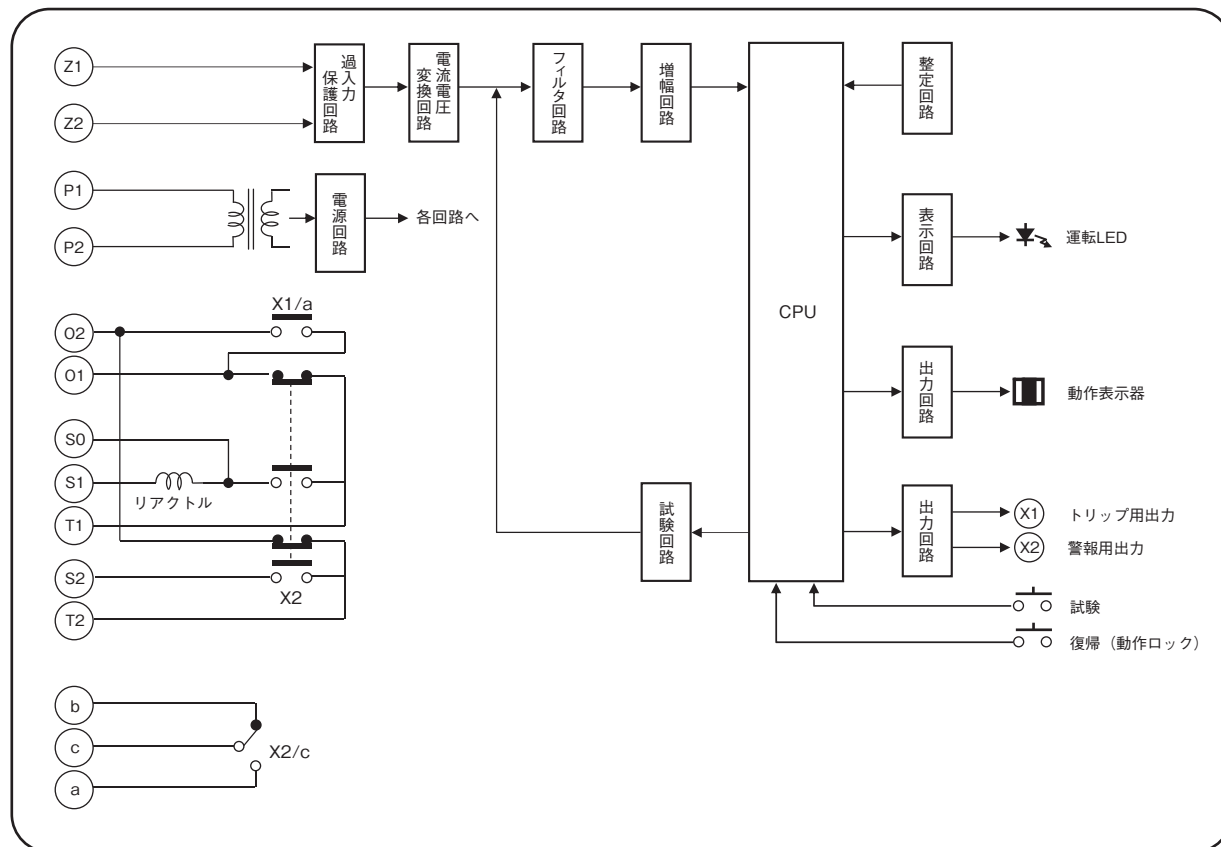 Z1
Z2
過入力保護回路
電流電圧変換回路
フィルタ回路
増幅回路
CPU
整定回路
P1
P2
電源回路
各回路へ
表示回路
運転LED
X1/a
O2
O1
出力回路
動作表示器
S0
S1
リアクトル
T1
S2
X2
T2
試験回路
出力回路
X1
トリップ用出力
X2
警報用出力
試験
復帰（動作ロック）
b
c
X2/c
a